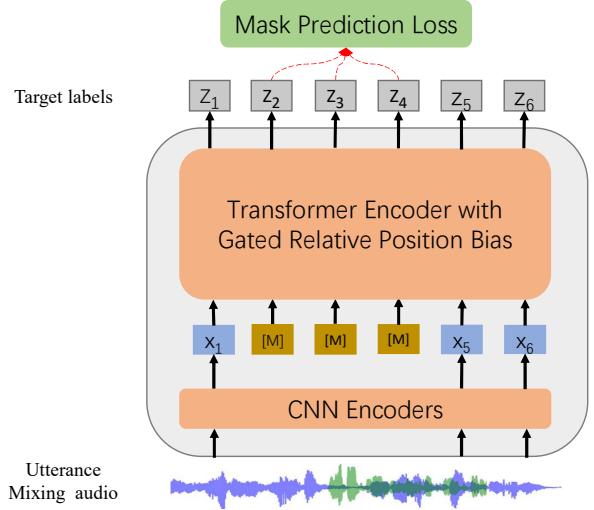 Mask Prediction Loss
Target labels
Z1 Z2 Z3 Z4 Z5 Z6
Transformer Encoder with
Gated Relative Position Bias
x1 [M] [M] [M] x5 x6
CNN Encoders
Utterance
Mixing audio